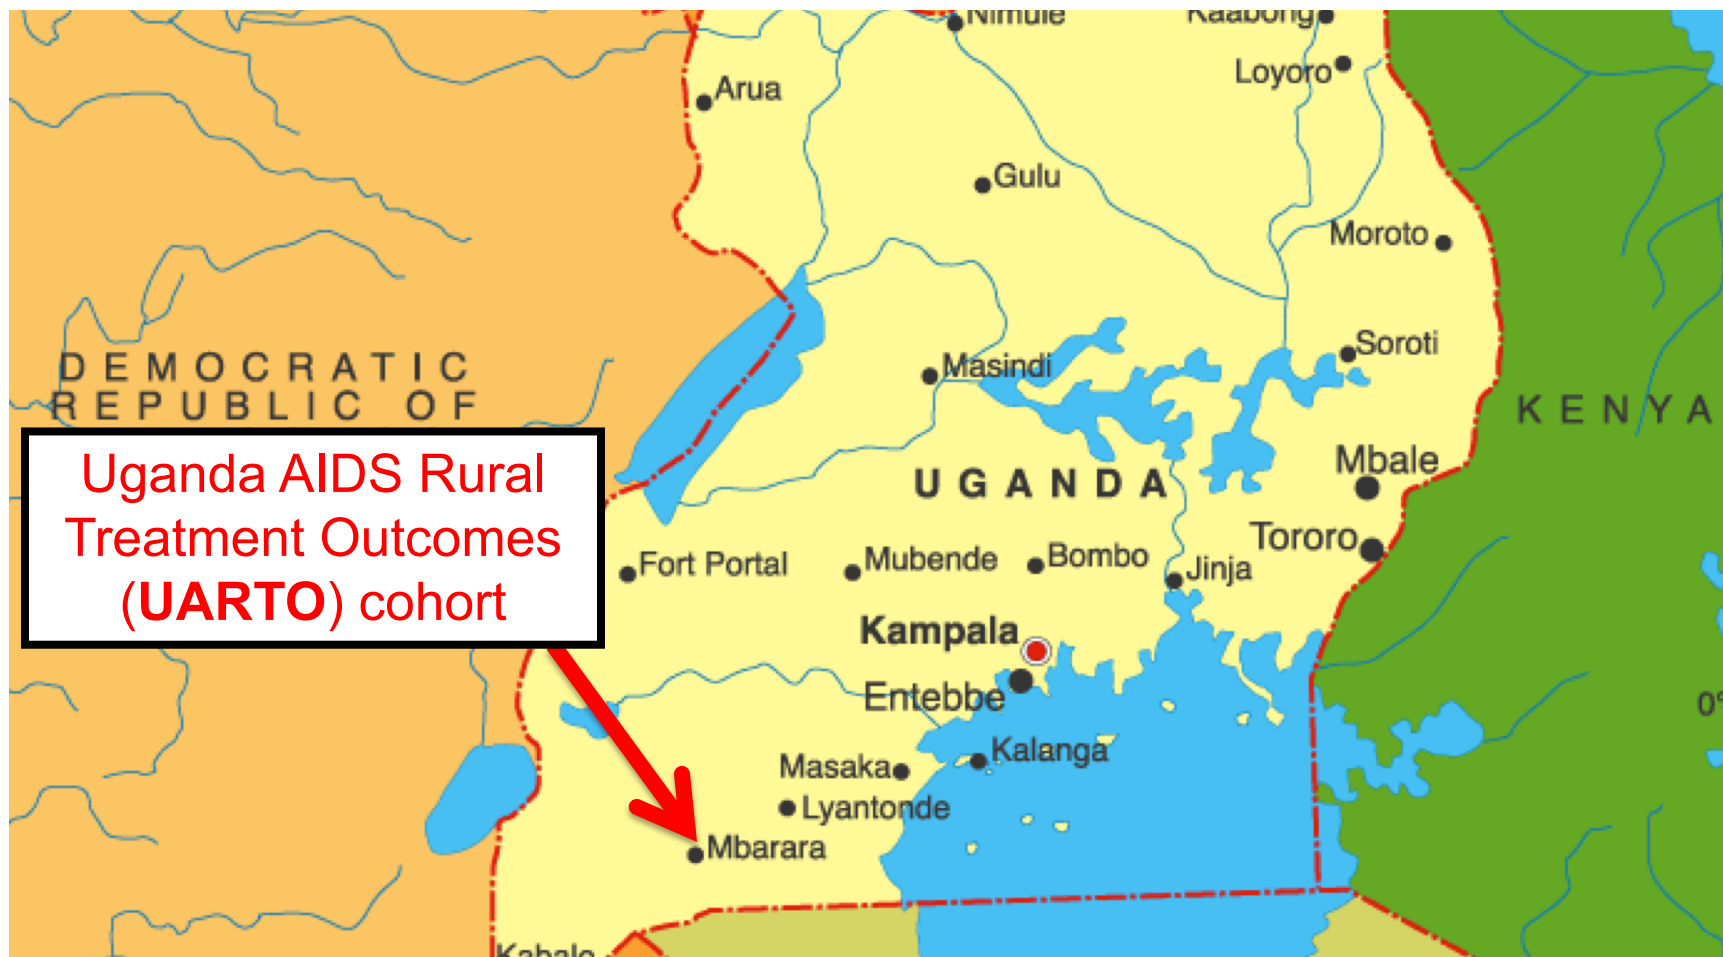 Nimule
Kaabong
Loyoro
Arua
Gulu
Moroto
Soroti
DEMOCRATIC
REPUBLIC OF
Masindi
KENYA
Uganda AIDS Rural
Treatment Outcomes
(UARTO) cohort
UGANDA
Mbale
Tororo
Fort Portal
Mubende
Bombo
Jinja
Kampala
Entebbe
0°
Kalanga
Masaka
Lyantonde
Mbarara
Kabale